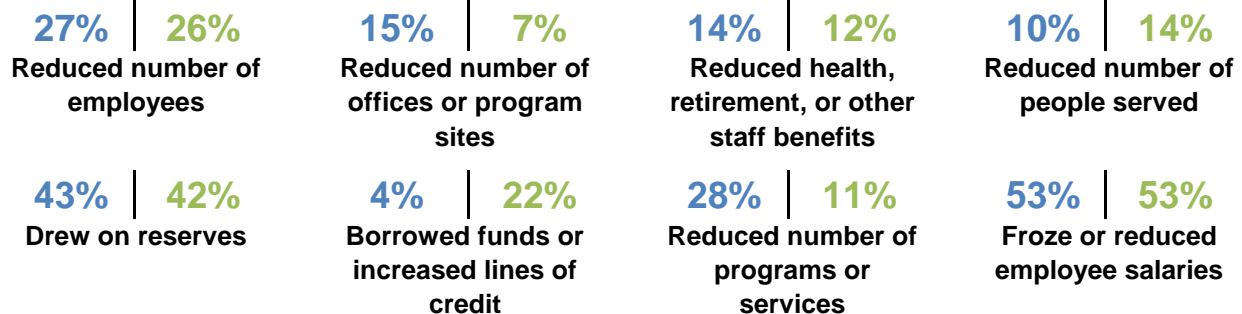 27% 26%
Reduced number of
employees
15% 7%
Reduced number of
offices or program
sites
14% 12%
Reduced health,
retirement, or other
staff benefits
10% 14%
Reduced number of
people served
43% 42%
Drew on reserves
4% 22%
Borrowed funds or
increased lines of
credit
28% 11%
Reduced number of
programs or
services
53% 53%
Froze or reduced
employee salaries